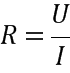 R = U/I